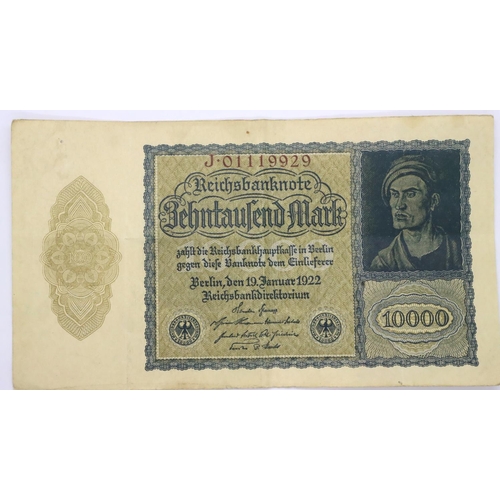 J·01119929
Reichsbanknote
Zehntausend Mark
zahlt die Reichsbankhauptkasse in Berlin
gegen diese Banknote dem Einlieferer
Berlin, den 19. Januar 1922
Reichsbankdirektorium
10000